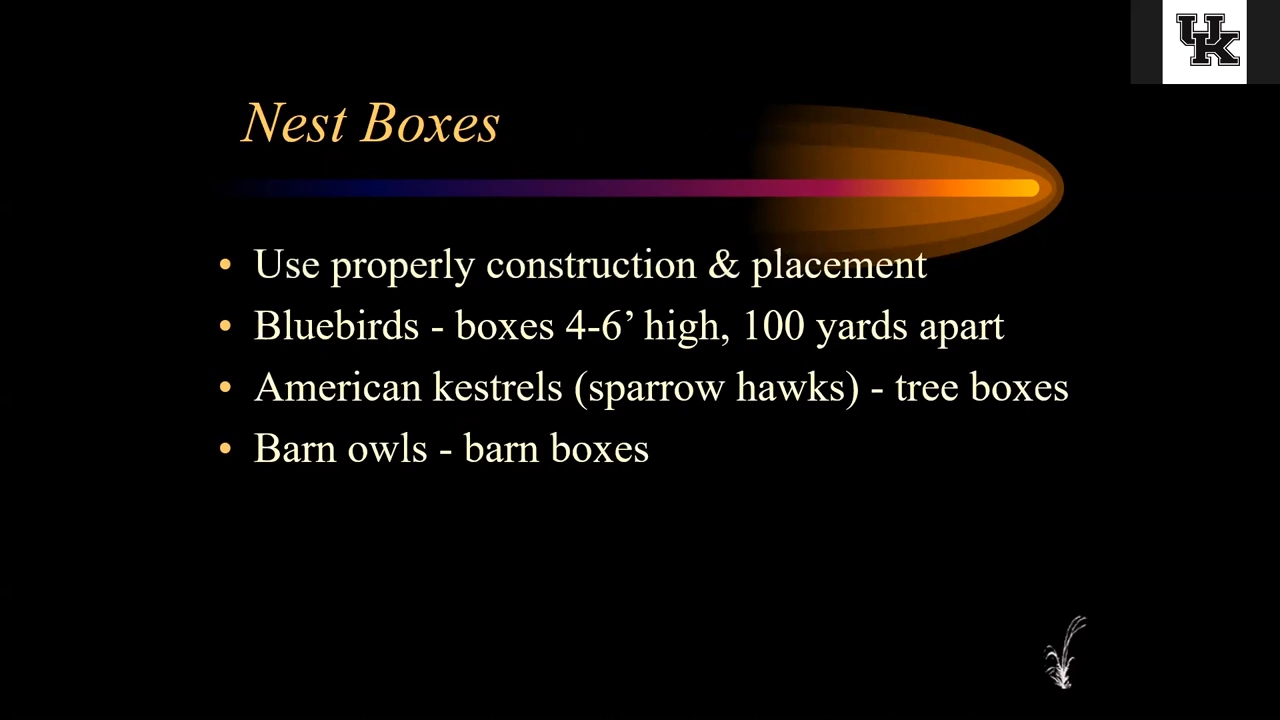 UK
Nest Boxes
• Use properly construction & placement
• Bluebirds - boxes 4-6’ high, 100 yards apart
• American kestrels (sparrow hawks) - tree boxes
• Barn owls - barn boxes